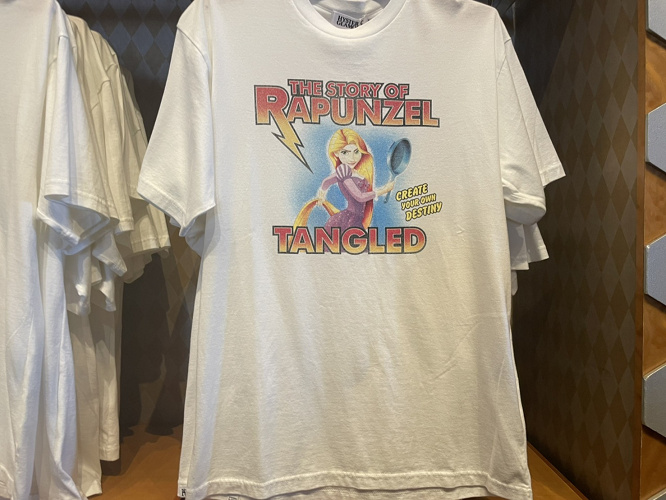 THE STORY OF
RAPUNZEL
CREATE
YOUR OWN
DESTINY
TANGLED